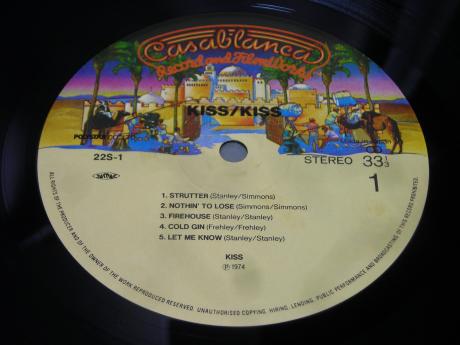 Casablanca
Record and FilmWorks
KISS/KISS
22S-1
STEREO 33 1/3
1
1. STRUTTER (Stanley/Simmons)
2. NOTHIN' TO LOSE (Simmons/Simmons)
3. FIREHOUSE (Stanley/Stanley)
4. COLD GIN (Frehley/Frehley)
5. LET ME KNOW (Stanley/Stanley)
KISS
Ⓟ 1974
ALL RIGHTS OF THE PRODUCER AND OF THE OWNER OF THE WORK REPRODUCED RESERVED. UNAUTHORISED COPYING, HIRING, LENDING, PUBLIC PERFORMANCE AND BROADCASTING OF THIS RECORD PROHIBITED.